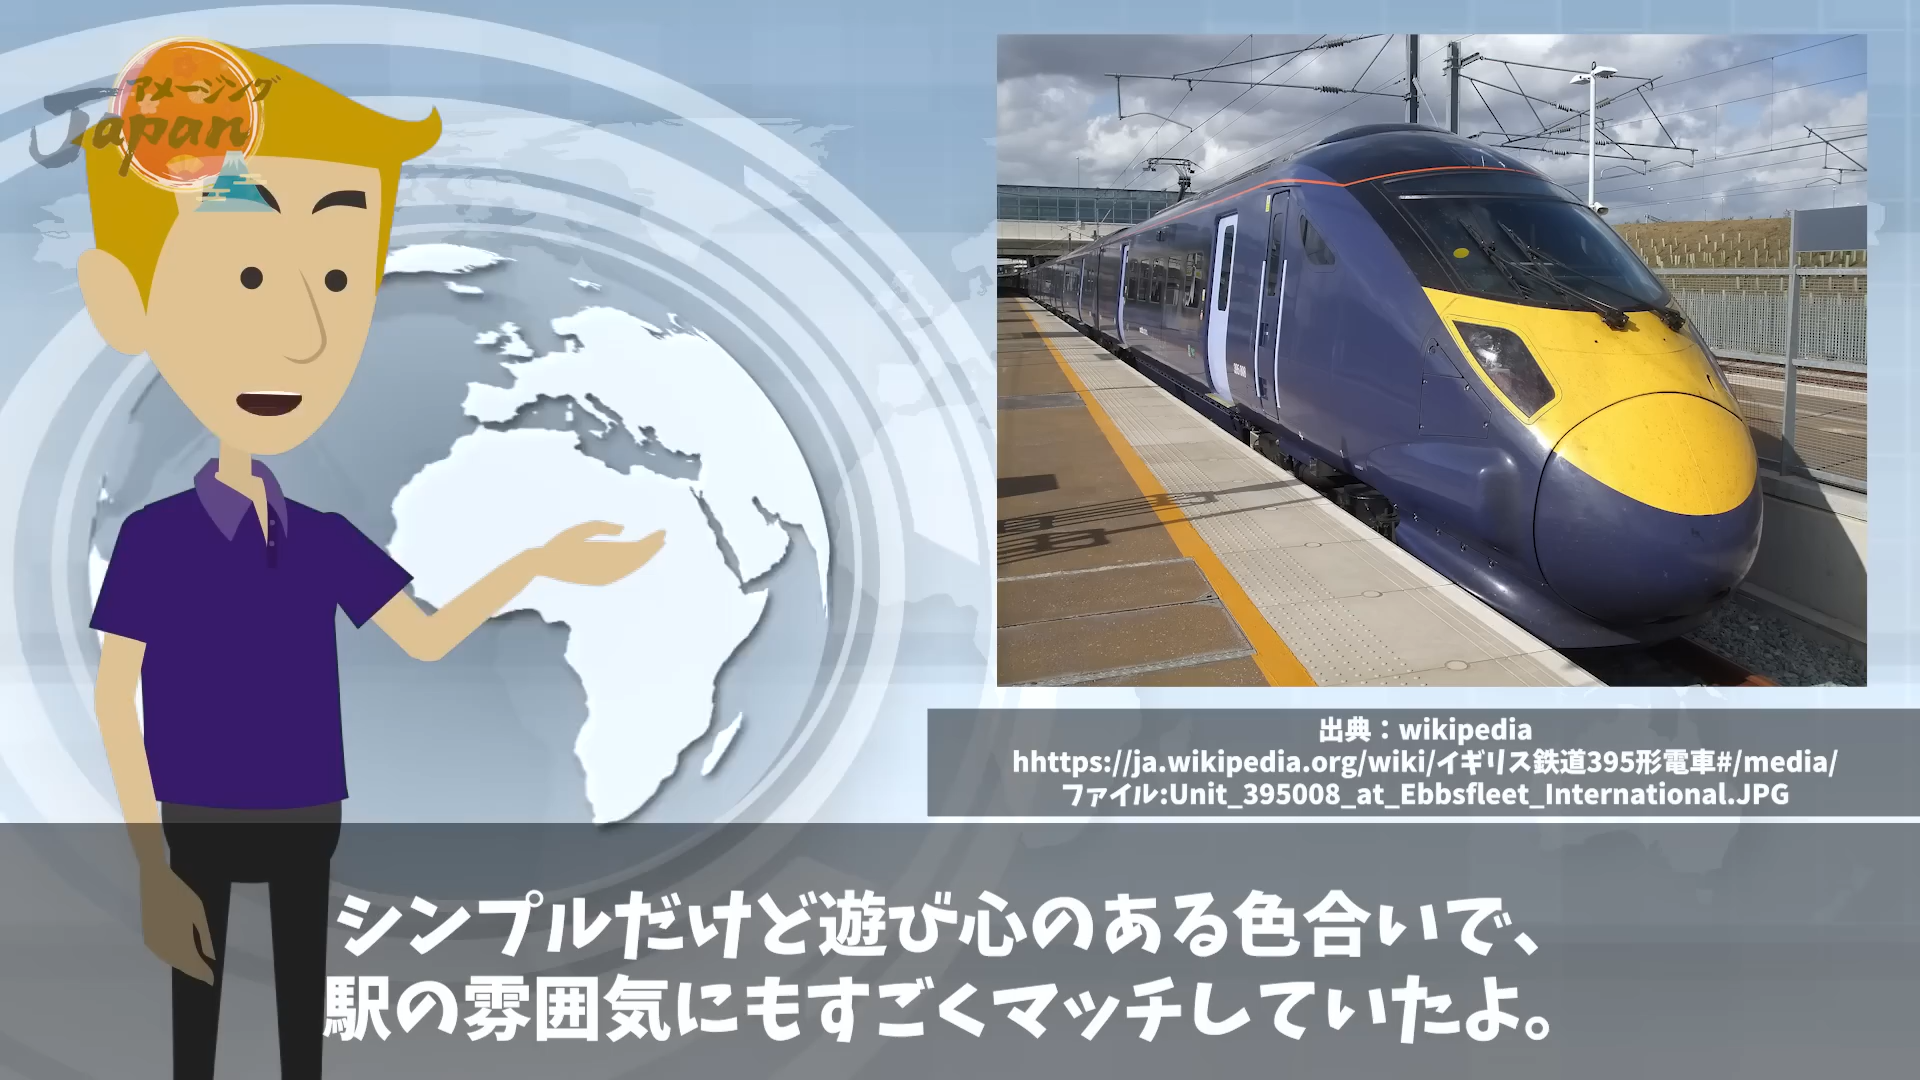 アメージング
Japan
出典：wikipedia
hhttps://ja.wikipedia.org/wiki/イギリス鉄道395形電車#/media/
ファイル:Unit_395008_at_Ebbsfleet_International.JPG
シンプルだけど遊び心のある色合いで、
駅の雰囲気にもすごくマッチしていたよ。